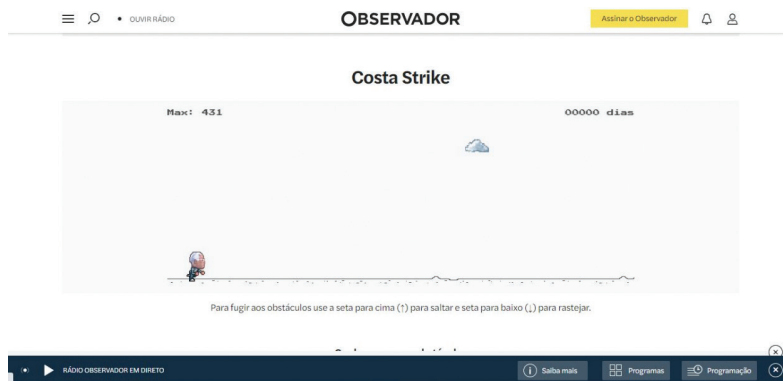 OUVIR RÁDIO
OBSERVADOR
Assinar o Observador
Costa Strike
Max: 431
00000 dias
Para fugir aos obstáculos use a seta para cima (↑) para saltar e seta para baixo (↓) para rastejar.
RÁDIO OBSERVADOR EM DIRETO
Saiba mais
Programas
Programação